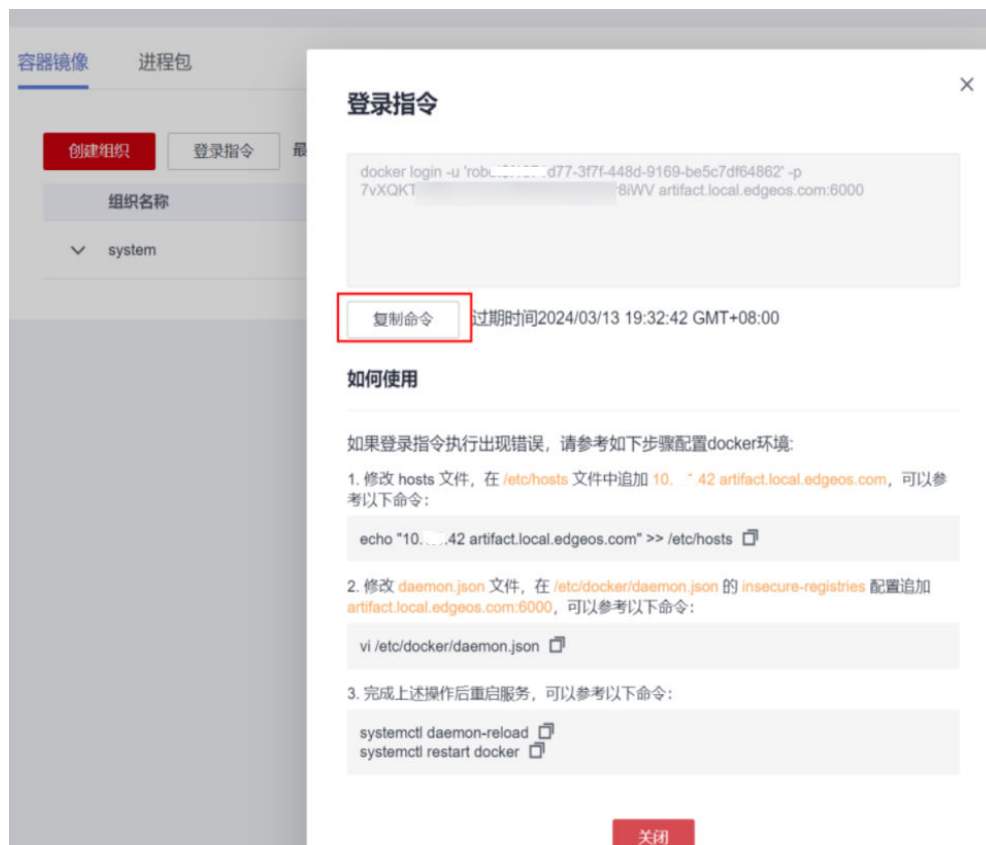 容器镜像 进程包
登录指令
创建组织 登录指令 最
docker login -u 'robot d77-3f7f-448d-9169-be5c7df64862' -p
7vXQKT 8iWV artifact.local.edgeos.com:6000
组织名称
system
复制命令 过期时间2024/03/13 19:32:42 GMT+08:00
如何使用
如果登录指令执行出现错误，请参考如下步骤配置docker环境:
1. 修改 hosts 文件，在 /etc/hosts 文件中追加 10. 42 artifact.local.edgeos.com，可以参
考以下命令：
echo "10. .42 artifact.local.edgeos.com" >> /etc/hosts
2. 修改 daemon.json 文件，在 /etc/docker/daemon.json 的 insecure-registries 配置追加
artifact.local.edgeos.com:6000，可以参考以下命令：
vi /etc/docker/daemon.json
3. 完成上述操作后重启服务，可以参考以下命令：
systemctl daemon-reload
systemctl restart docker
关闭